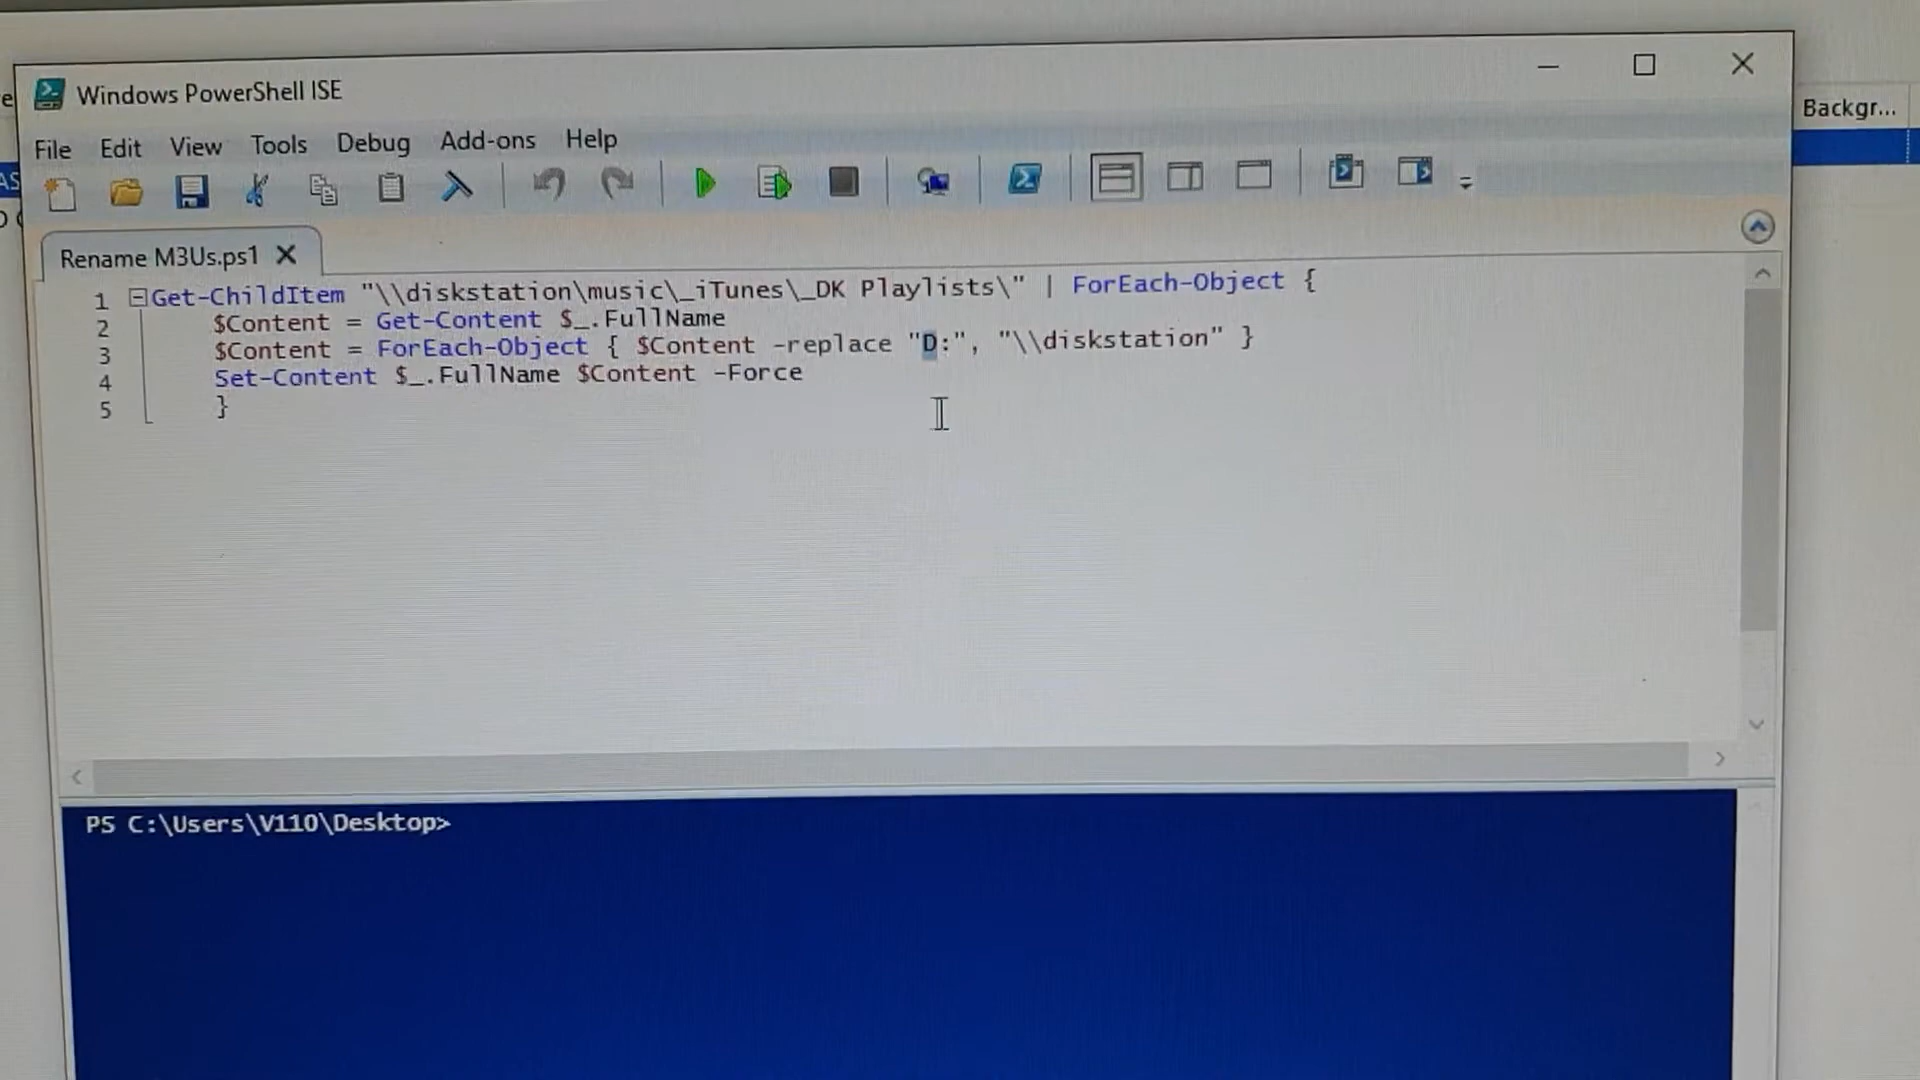 Windows PowerShell ISE
Backgr...
File Edit View Tools Debug Add-ons Help
Rename M3Us.ps1
1 Get-ChildItem "\\diskstation\music\_iTunes\_DK Playlists\" | ForEach-Object {
2 $Content = Get-Content $_.FullName
3 $Content = ForEach-Object { $Content -replace "D:", "\\diskstation" }
4 Set-Content $_.FullName $Content -Force
5 }
PS C:\Users\V110\Desktop>